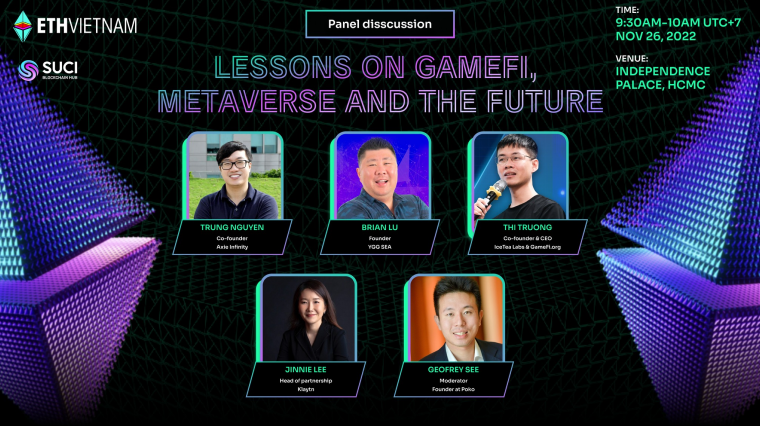 ETHVIETNAM
Panel disscussion
TIME:
9:30AM-10AM UTC+7
NOV 26, 2022
SUCI
BLOCKCHAIN HUB
VENUE:
INDEPENDENCE
PALACE, HCMC
LESSONS ON GAMEFI,
METAVERSE AND THE FUTURE
TRUNG NGUYEN
Co-founder
Axie Infinity
BRIAN LU
Founder
YGG SEA
THI TRUONG
Co-founder & CEO
IceTea Labs & GameFi.org
JINNIE LEE
Head of partnership
Klaytn
GEOFREY SEE
Moderator
Founder at Poko